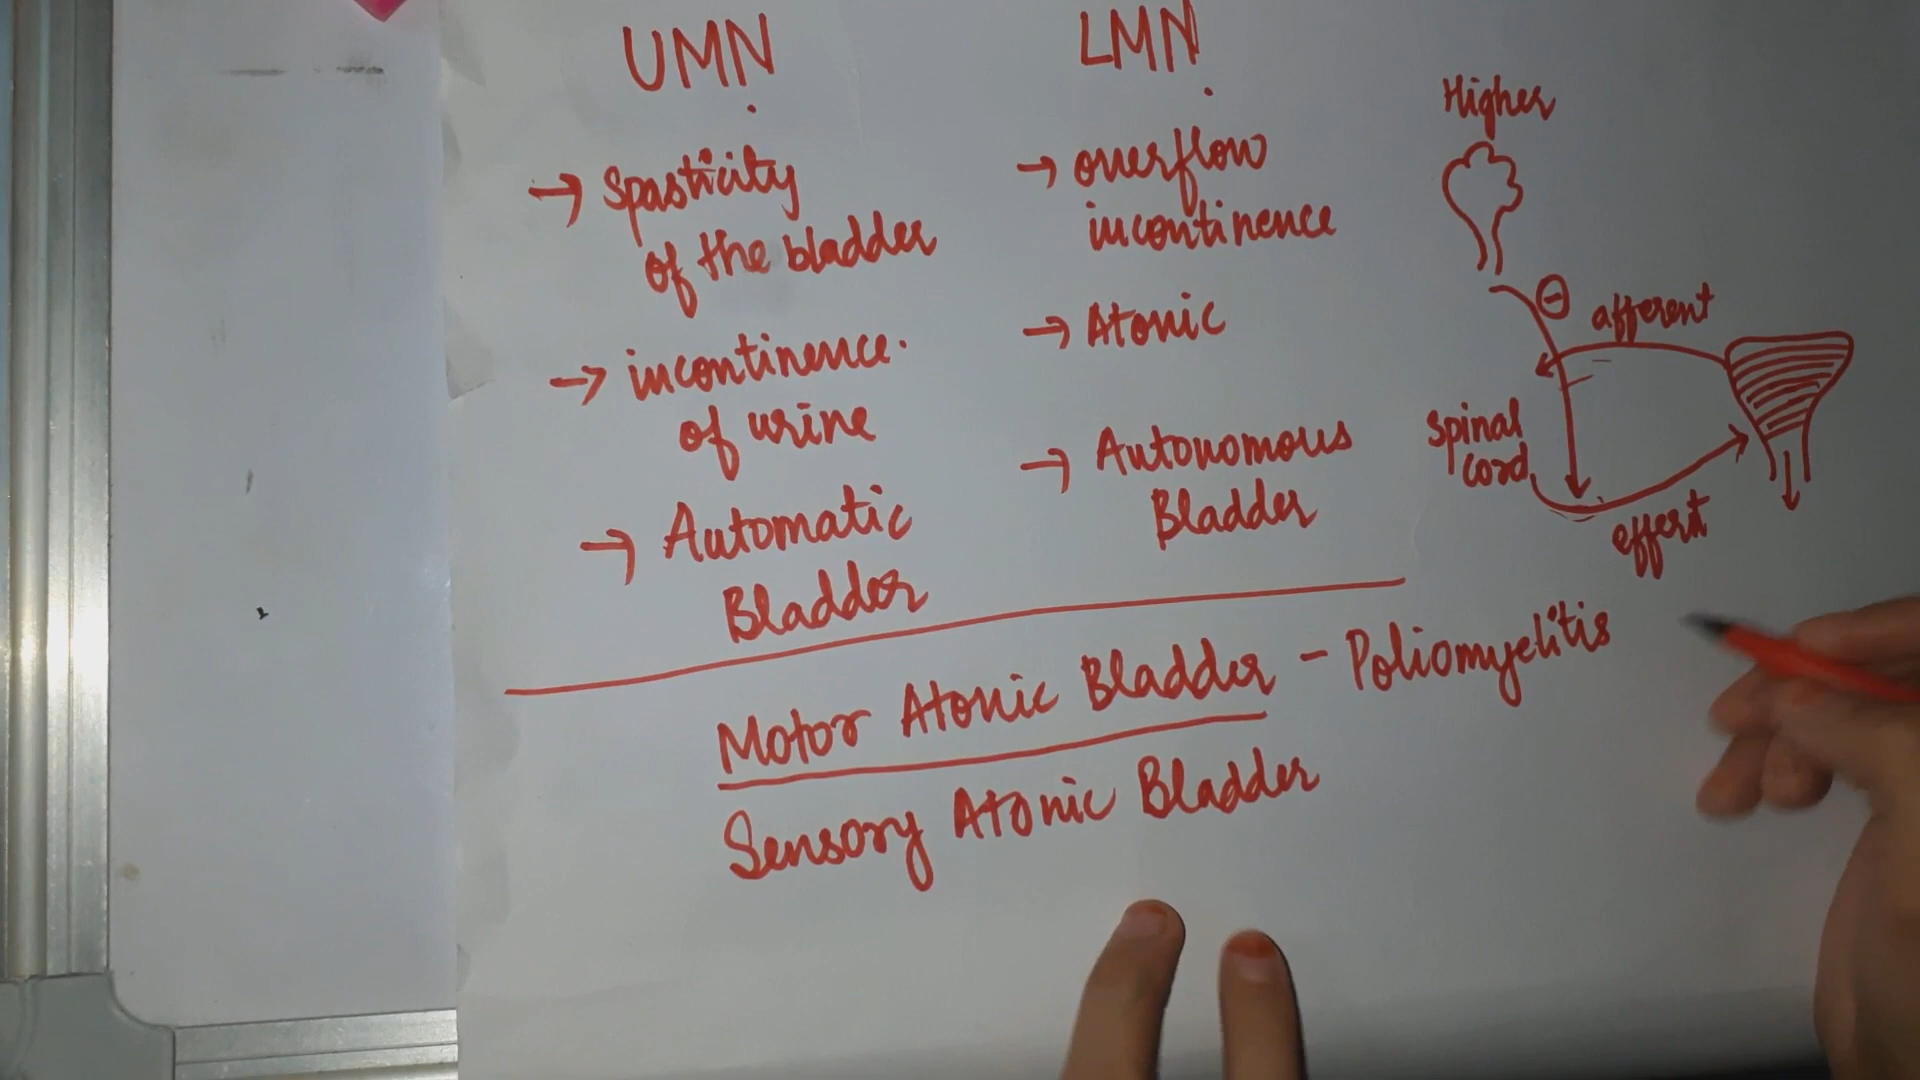 UMN
→ Spasticity
of the bladder
→ incontinence.
of urine
→ Automatic
Bladder
LMN
→ overflow
incontinence
→ Atonic
→ Autonomous
Bladder
Higher
⊖
afferent
spinal
cord
effert
Motor Atonic Bladder - Poliomyelitis
Sensory Atonic Bladder